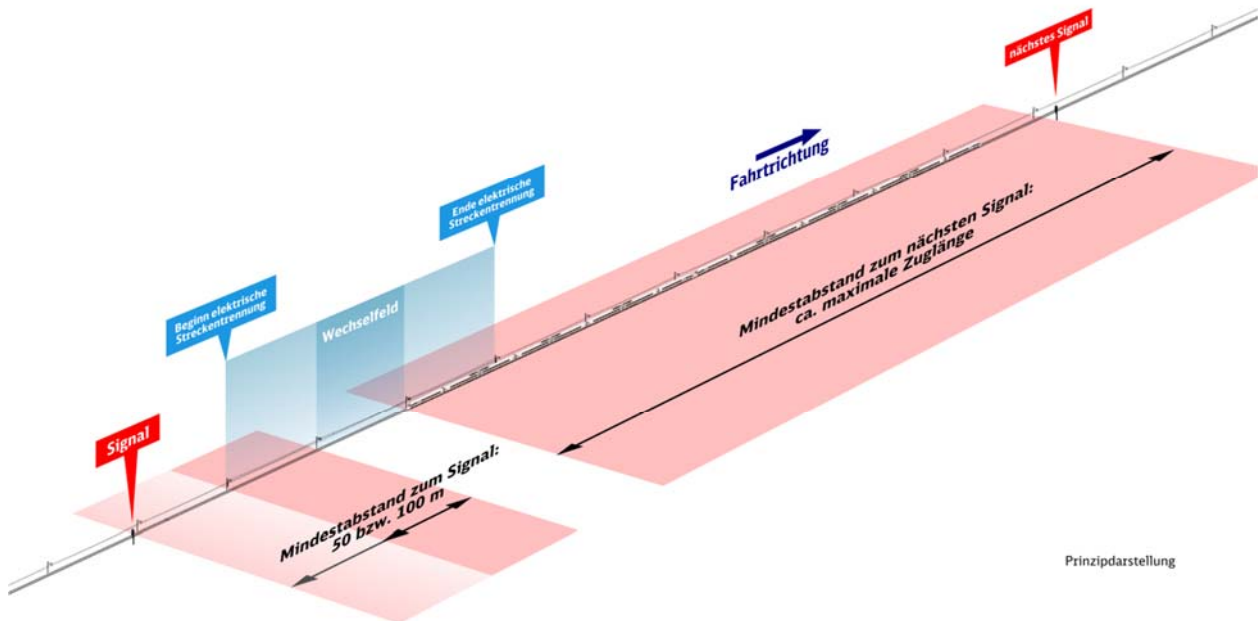 nächstes Signal
Fahrtrichtung
Ende elektrische
Streckentrennung
Beginn elektrische
Streckentrennung
Wechselfeld
Mindestabstand zum nächsten Signal:
ca. maximale Zuglänge
Signal
Mindestabstand zum Signal:
50 bzw. 100 m
Prinzipdarstellung